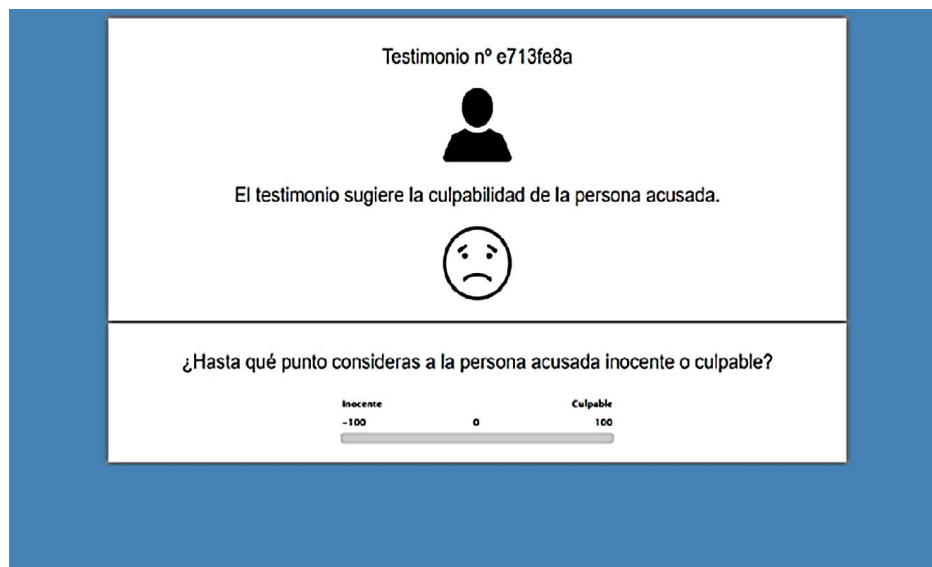 Testimonio nº e713fe8a
El testimonio sugiere la culpabilidad de la persona acusada.
¿Hasta qué punto consideras a la persona acusada inocente o culpable?
Inocente Culpable
-100 0 100